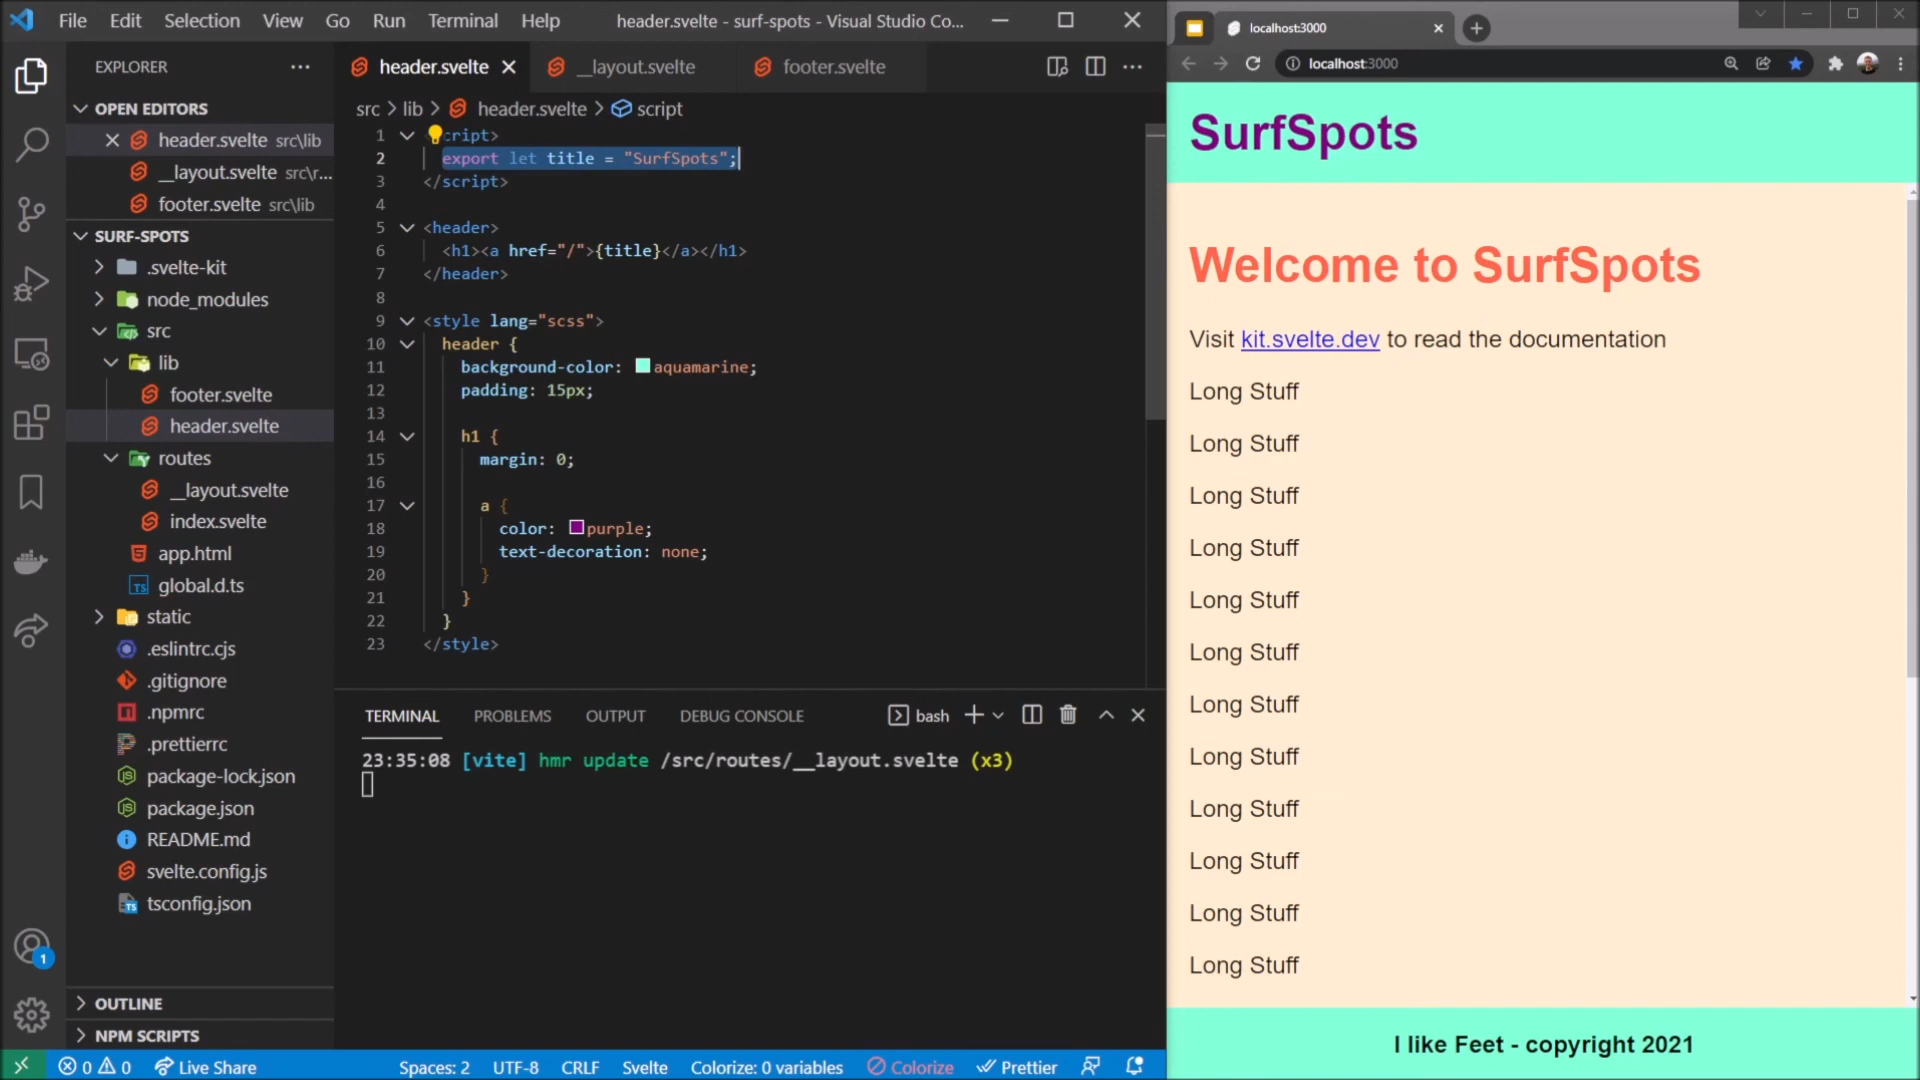 File Edit Selection View Go Run Terminal Help
header.svelte - surf-spots - Visual Studio Co...
EXPLORER
OPEN EDITORS
header.svelte src\lib
__layout.svelte src\r...
footer.svelte src\lib
SURF-SPOTS
.svelte-kit
node_modules
src
lib
footer.svelte
header.svelte
routes
__layout.svelte
index.svelte
app.html
global.d.ts
static
.eslintrc.cjs
.gitignore
.npmrc
.prettierrc
package-lock.json
package.json
README.md
svelte.config.js
tsconfig.json
OUTLINE
NPM SCRIPTS
1
header.svelte
__layout.svelte
footer.svelte
src > lib > header.svelte > script
1 cript>
2 export let title = "SurfSpots";
3 </script>
4
5 <header>
6 <h1><a href="/">{title}</a></h1>
7 </header>
8
9 <style lang="scss">
10 header {
11 background-color: aquamarine;
12 padding: 15px;
13
14 h1 {
15 margin: 0;
16
17 a {
18 color: purple;
19 text-decoration: none;
20 }
21 }
22 }
23 </style>
TERMINAL PROBLEMS OUTPUT DEBUG CONSOLE
bash
23:35:08 [vite] hmr update /src/routes/__layout.svelte (x3)
0 0 Live Share
Spaces: 2 UTF-8 CRLF Svelte Colorize: 0 variables Colorize Prettier
localhost:3000
localhost:3000
SurfSpots
Welcome to SurfSpots
Visit kit.svelte.dev to read the documentation
Long Stuff
Long Stuff
Long Stuff
Long Stuff
Long Stuff
Long Stuff
Long Stuff
Long Stuff
Long Stuff
Long Stuff
Long Stuff
Long Stuff
I like Feet - copyright 2021